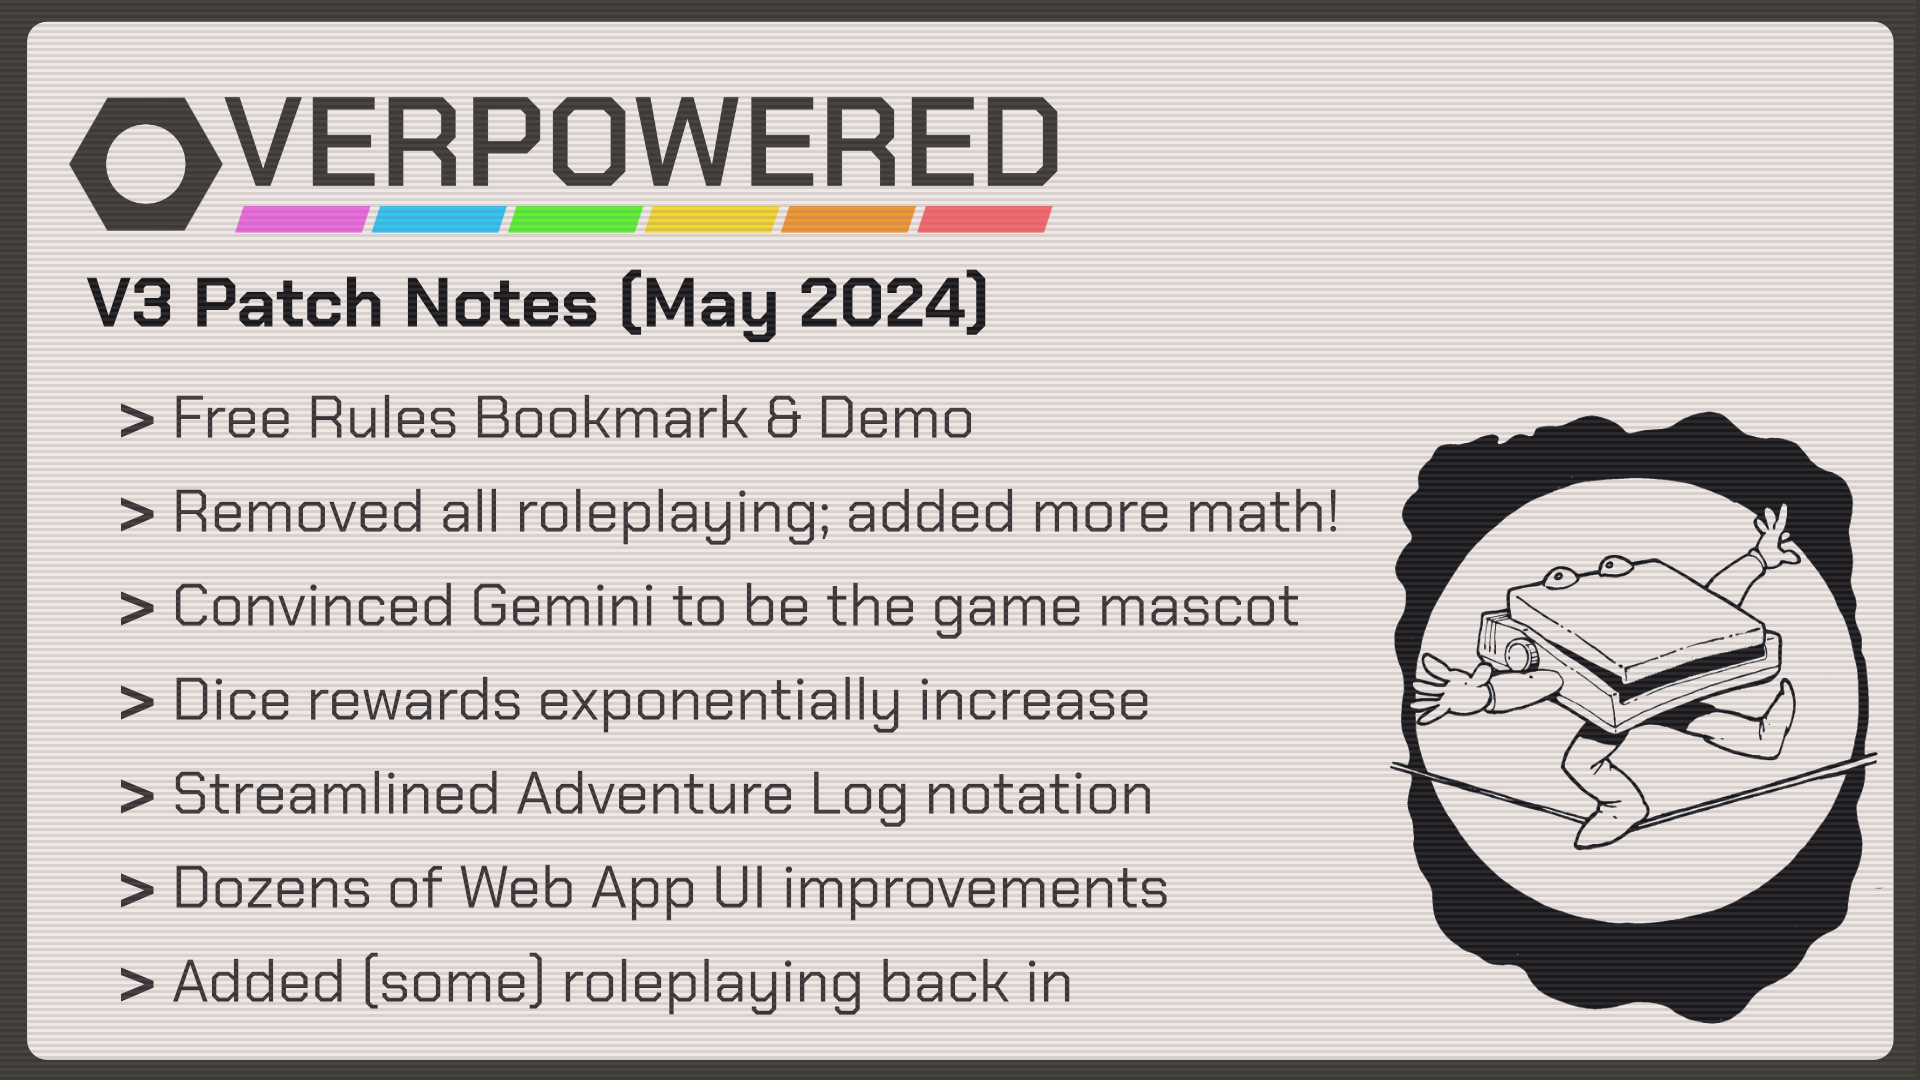 OVERPOWERED
V3 Patch Notes (May 2024)
> Free Rules Bookmark & Demo
> Removed all roleplaying; added more math!
> Convinced Gemini to be the game mascot
> Dice rewards exponentially increase
> Streamlined Adventure Log notation
> Dozens of Web App UI improvements
> Added (some) roleplaying back in